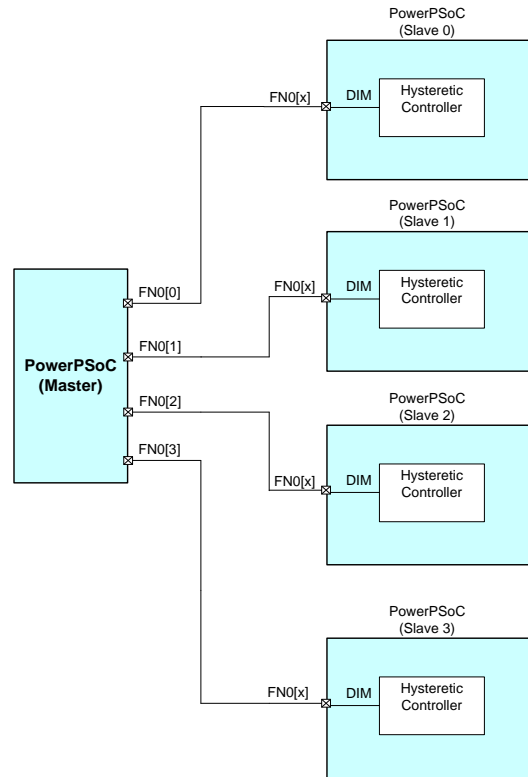 PowerPSoC
(Slave 0)
FN0[x]
DIM
Hysteretic
Controller
PowerPSoC
(Slave 1)
FN0[x]
DIM
Hysteretic
Controller
FN0[0]
FN0[1]
PowerPSoC
(Master)
FN0[2]
FN0[3]
PowerPSoC
(Slave 2)
FN0[x]
DIM
Hysteretic
Controller
PowerPSoC
(Slave 3)
FN0[x]
DIM
Hysteretic
Controller